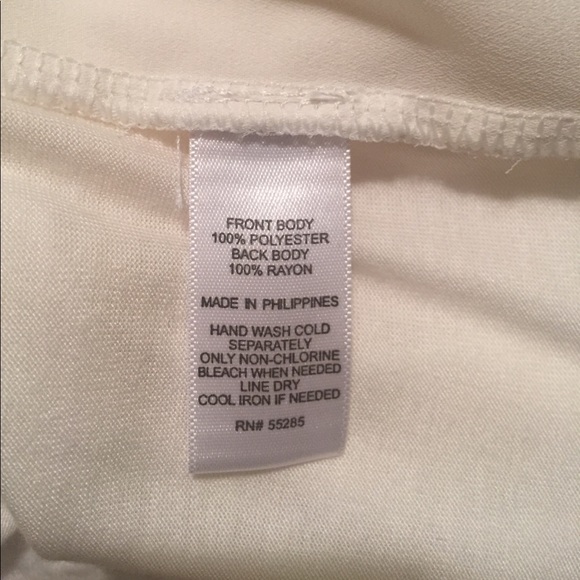 FRONT BODY
100% POLYESTER
BACK BODY
100% RAYON
MADE IN PHILIPPINES
HAND WASH COLD
SEPARATELY
ONLY NON-CHLORINE
BLEACH WHEN NEEDED
LINE DRY
COOL IRON IF NEEDED
RN# 55285